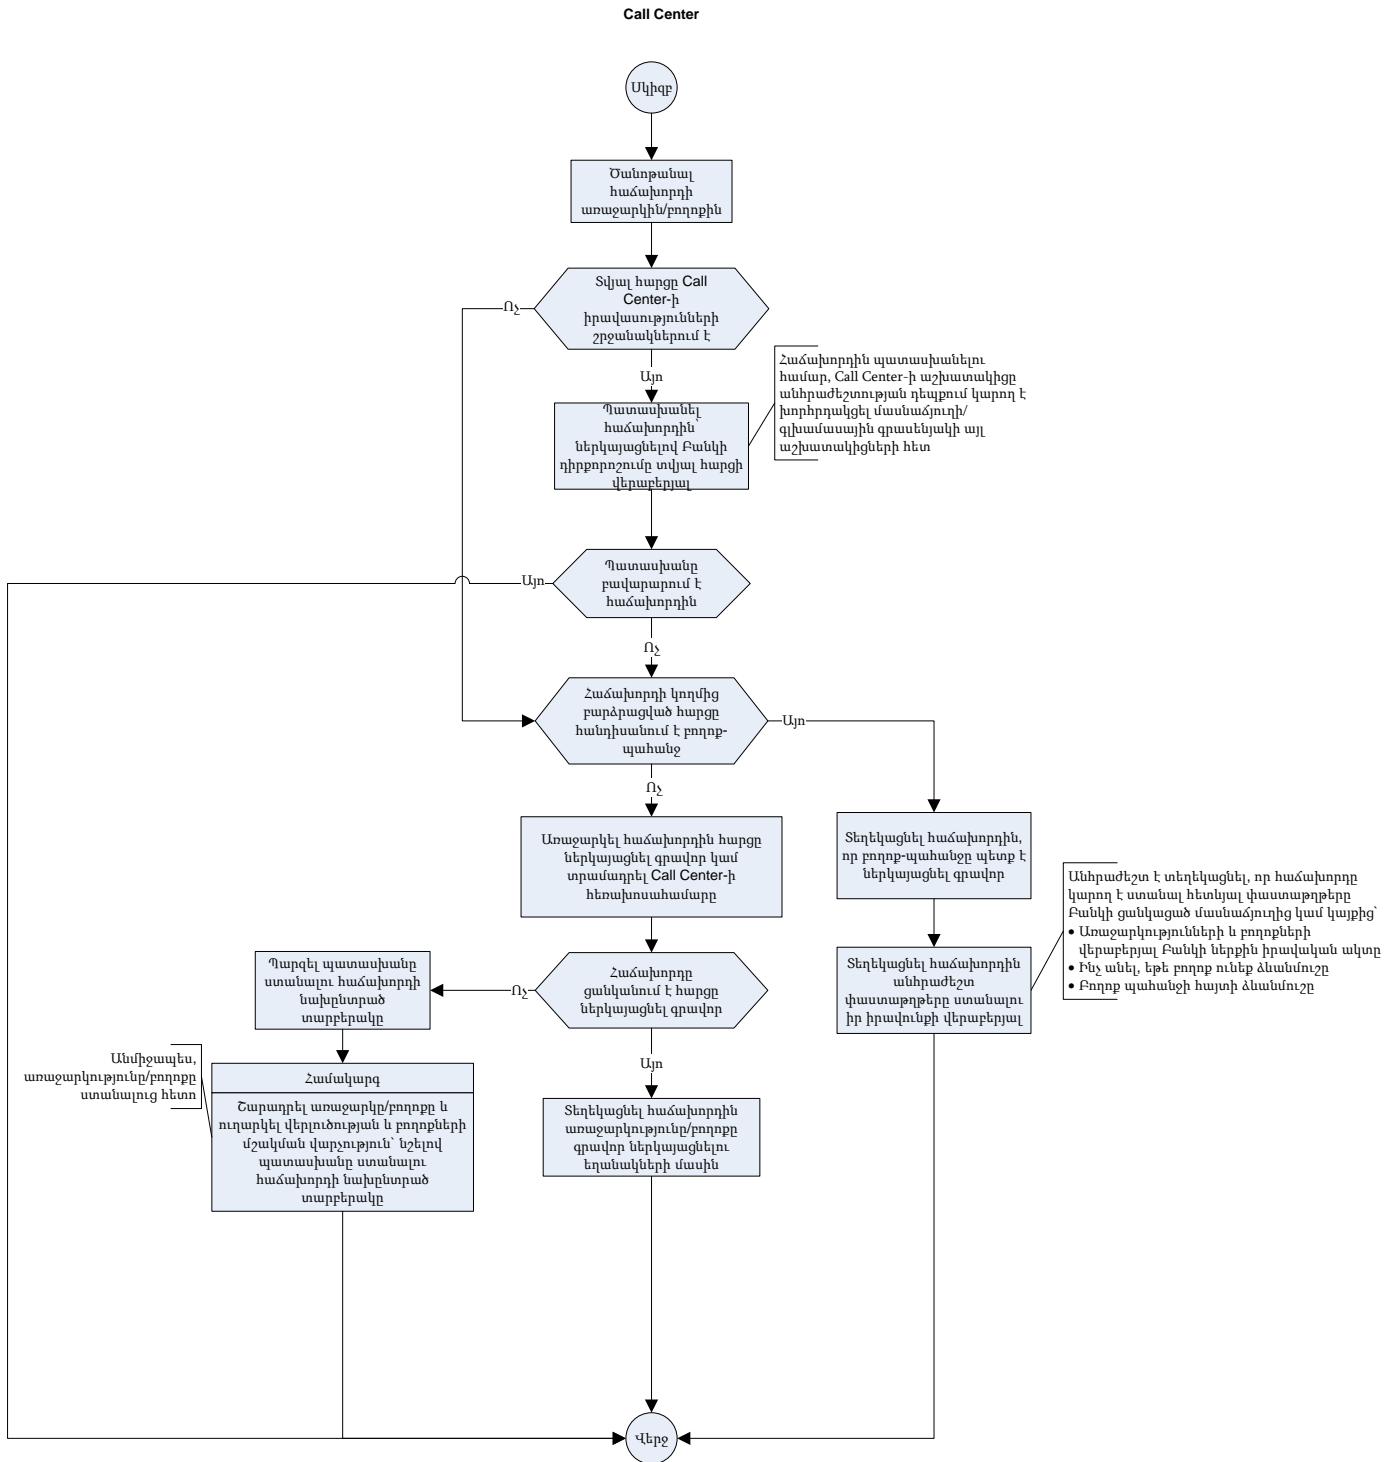 Call Center
Սկիզբ
Ծանոթանալ
հաճախորդի
առաջարկին/բողոքին
Տվյալ հարցը Call
Center-ի
իրավասությունների
շրջանակներում է
Ոչ
Այո
Հաճախորդին պատասխանելու
համար, Call Center-ի աշխատակիցը
անհրաժեշտության դեպքում կարող է
խորհրդակցել մասնաճյուղի/
գլխամասային գրասենյակի այլ
աշխատակիցների հետ
Պատասխանել
հաճախորդին՝
ներկայացնելով Բանկի
դիրքորոշումը տվյալ հարցի
վերաբերյալ
Պատասխանը
բավարարում է
հաճախորդին
Այո
Ոչ
Հաճախորդի կողմից
բարձրացված հարցը
հանդիսանում է բողոք-
պահանջ
Այո
Ոչ
Առաջարկել հաճախորդին հարցը
ներկայացնել գրավոր կամ
տրամադրել Call Center-ի
հեռախոսահամարը
Տեղեկացնել հաճախորդին,
որ բողոք-պահանջը պետք է
ներկայացնել գրավոր
Անհրաժեշտ է տեղեկացնել, որ հաճախորդը
կարող է ստանալ հետևյալ փաստաթղթերը
Բանկի ցանկացած մասնաճյուղից կամ կայքից՝
• Առաջարկությունների և բողոքների
վերաբերյալ Բանկի ներքին իրավական ակտը
• Ինչ անել, եթե բողոք ունեք ձևանմուշը
• Բողոք պահանջի հայտի ձևանմուշը
Տեղեկացնել հաճախորդին
անհրաժեշտ
փաստաթղթերը ստանալու
իր իրավունքի վերաբերյալ
Հաճախորդը
ցանկանում է հարցը
ներկայացնել գրավոր
Ոչ
Այո
Պարզել պատասխանը
ստանալու հաճախորդի
նախընտրած
տարբերակը
Անմիջապես,
առաջարկությունը/բողոքը
ստանալուց հետո
Համակարգ
Շարադրել առաջարկը/բողոքը և
ուղարկել վերլուծության և բողոքների
մշակման վարչություն՝ նշելով
պատասխանը ստանալու
հաճախորդի նախընտրած
տարբերակը
Տեղեկացնել հաճախորդին
առաջարկությունը/բողոքը
գրավոր ներկայացնելու
եղանակների մասին
Վերջ